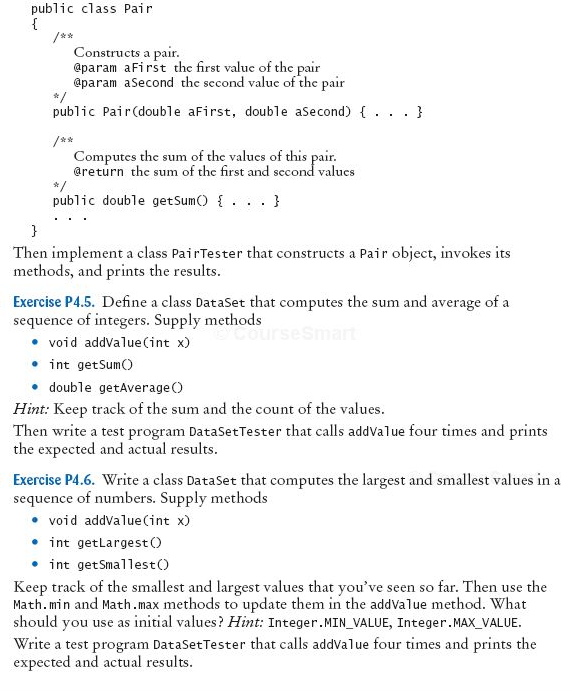 public class Pair
{
/**
Constructs a pair.
@param aFirst the first value of the pair
@param aSecond the second value of the pair
*/
public Pair(double aFirst, double aSecond) { . . . }
/**
Computes the sum of the values of this pair.
@return the sum of the first and second values
*/
public double getSum() { . . . }
. . .
}
Then implement a class PairTester that constructs a Pair object, invokes its
methods, and prints the results.
Exercise P4.5. Define a class DataSet that computes the sum and average of a
sequence of integers. Supply methods
© CourseSmart
• void addValue(int x)
• int getSum()
• double getAverage()
Hint: Keep track of the sum and the count of the values.
Then write a test program DataSetTester that calls addValue four times and prints
the expected and actual results.
Exercise P4.6. Write a class DataSet that computes the largest and smallest values in a
sequence of numbers. Supply methods
• void addValue(int x)
• int getLargest()
• int getSmallest()
Keep track of the smallest and largest values that you've seen so far. Then use the
Math.min and Math.max methods to update them in the addValue method. What
should you use as initial values? Hint: Integer.MIN_VALUE, Integer.MAX_VALUE.
Write a test program DataSetTester that calls addValue four times and prints the
expected and actual results.